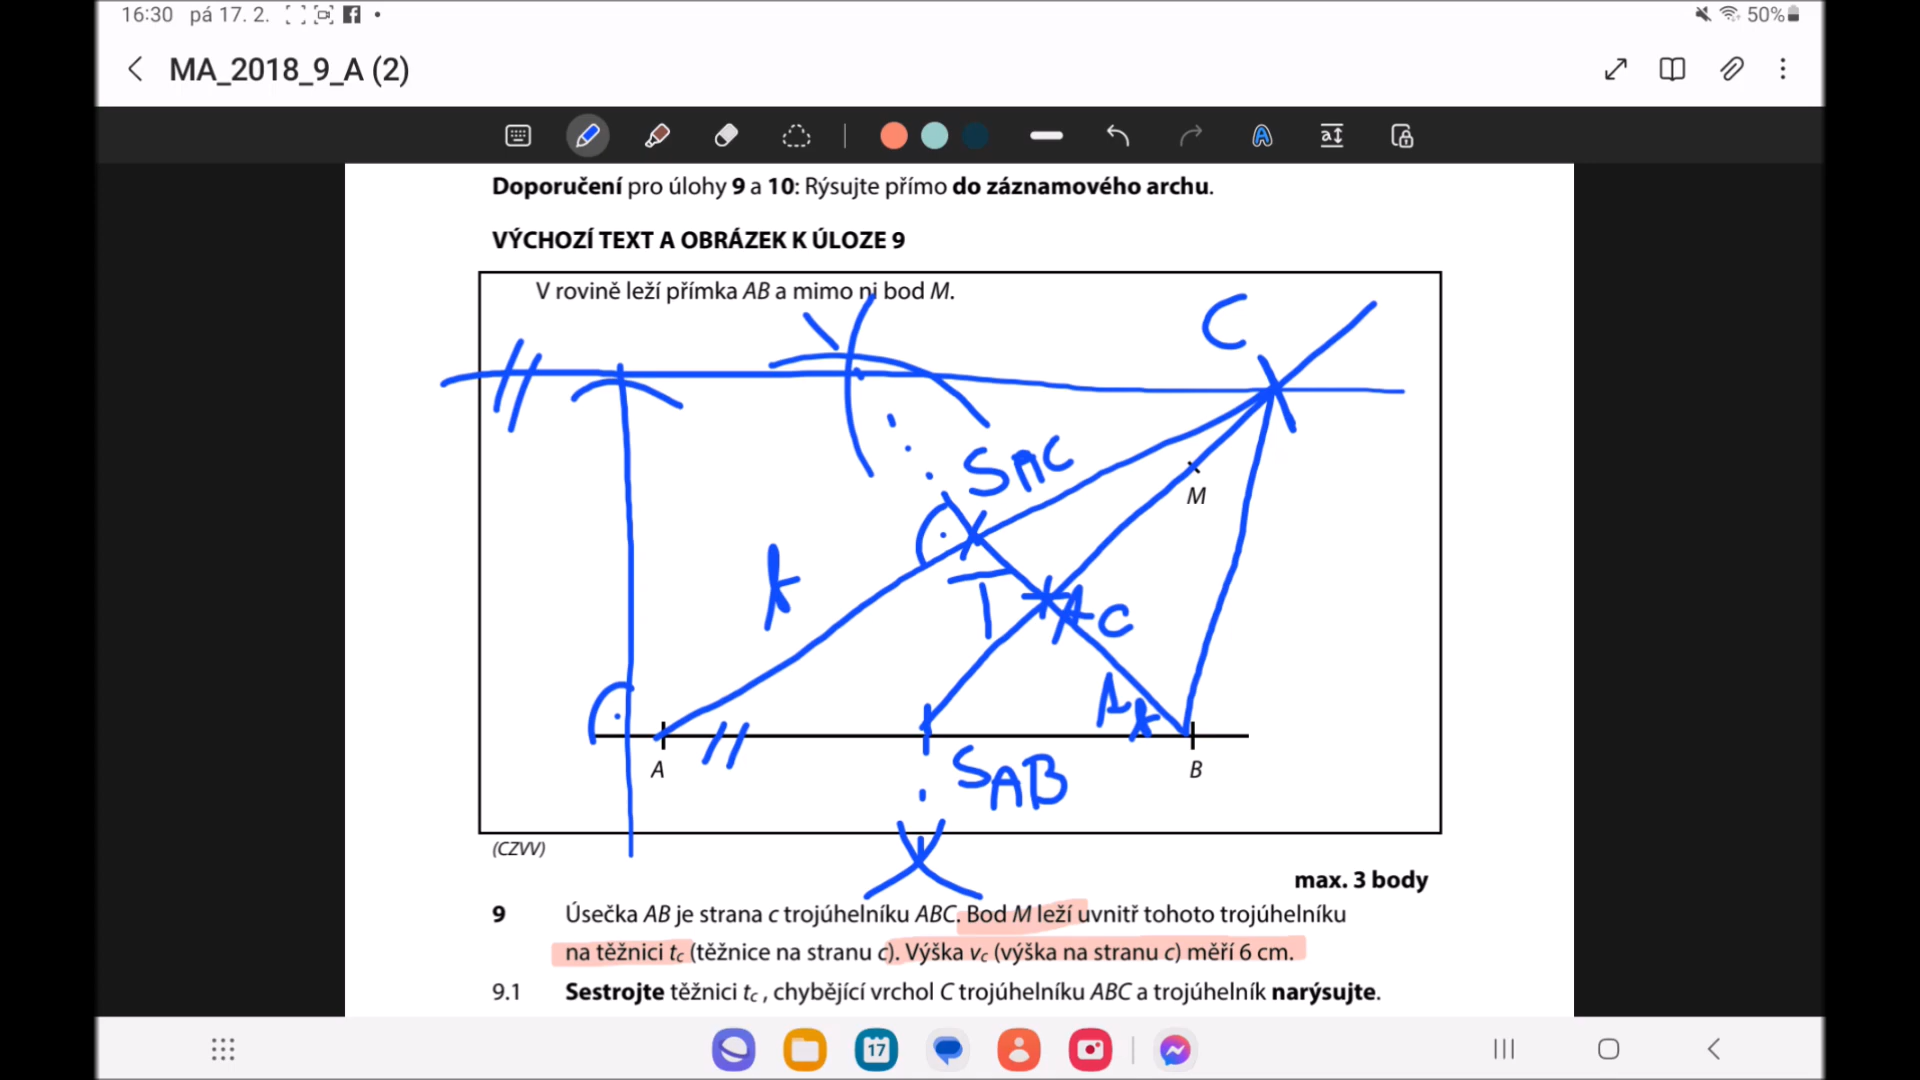 16:30 pá 17. 2.
50%
MA_2018_9_A (2)
Doporučení pro úlohy 9 a 10: Rýsujte přímo do záznamového archu.
VÝCHOZÍ TEXT A OBRÁZEK K ÚLOZE 9
V rovině leží přímka AB a mimo ni bod M.
C
SAC
M
k
T
A
B
SAB
(CZVV)
max. 3 body
9 Úsečka AB je strana c trojúhelníku ABC. Bod M leží uvnitř tohoto trojúhelníku
na těžnici tc (těžnice na stranu c). Výška vc (výška na stranu c) měří 6 cm.
9.1 Sestrojte těžnici tc , chybějící vrchol C trojúhelníku ABC a trojúhelník narýsujte.
17